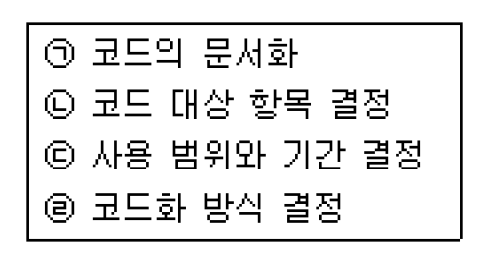 ㉠ 코드의 문서화
㉡ 코드 대상 항목 결정
㉢ 사용 범위와 기간 결정
㉣ 코드화 방식 결정